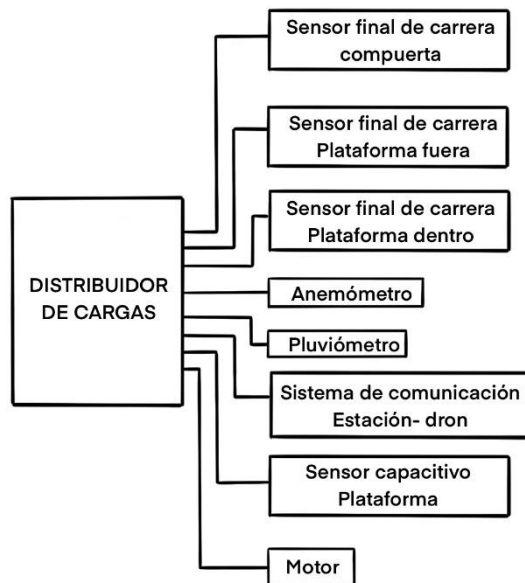 Sensor final de carrera
compuerta
Sensor final de carrera
Plataforma fuera
Sensor final de carrera
Plataforma dentro
DISTRIBUIDOR
DE CARGAS
Anemómetro
Pluviómetro
Sistema de comunicación
Estación- dron
Sensor capacitivo
Plataforma
Motor